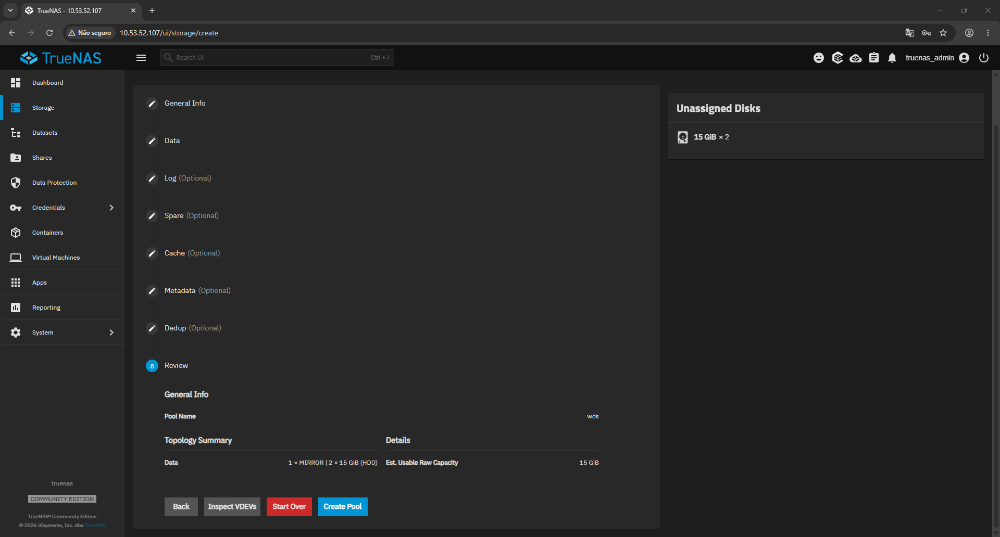 TrueNAS - 10.53.52.107
Não seguro
10.53.52.107/ui/storage/create
TrueNAS
Search UI
Ctrl + /
truenas_admin
Dashboard
Storage
Datasets
Shares
Data Protection
Credentials
Containers
Virtual Machines
Apps
Reporting
System
truenas
COMMUNITY EDITION
TrueNAS® Community Edition
© 2026 iXsystems, Inc. dba TrueNAS
General Info
Data
Log (Optional)
Spare (Optional)
Cache (Optional)
Metadata (Optional)
Dedup (Optional)
8 Review
General Info
Pool Name wds
Topology Summary
Data 1 × MIRROR | 2 × 15 GiB (HDD)
Details
Est. Usable Raw Capacity 15 GiB
Back
Inspect VDEVs
Start Over
Create Pool
Unassigned Disks
15 GiB × 2